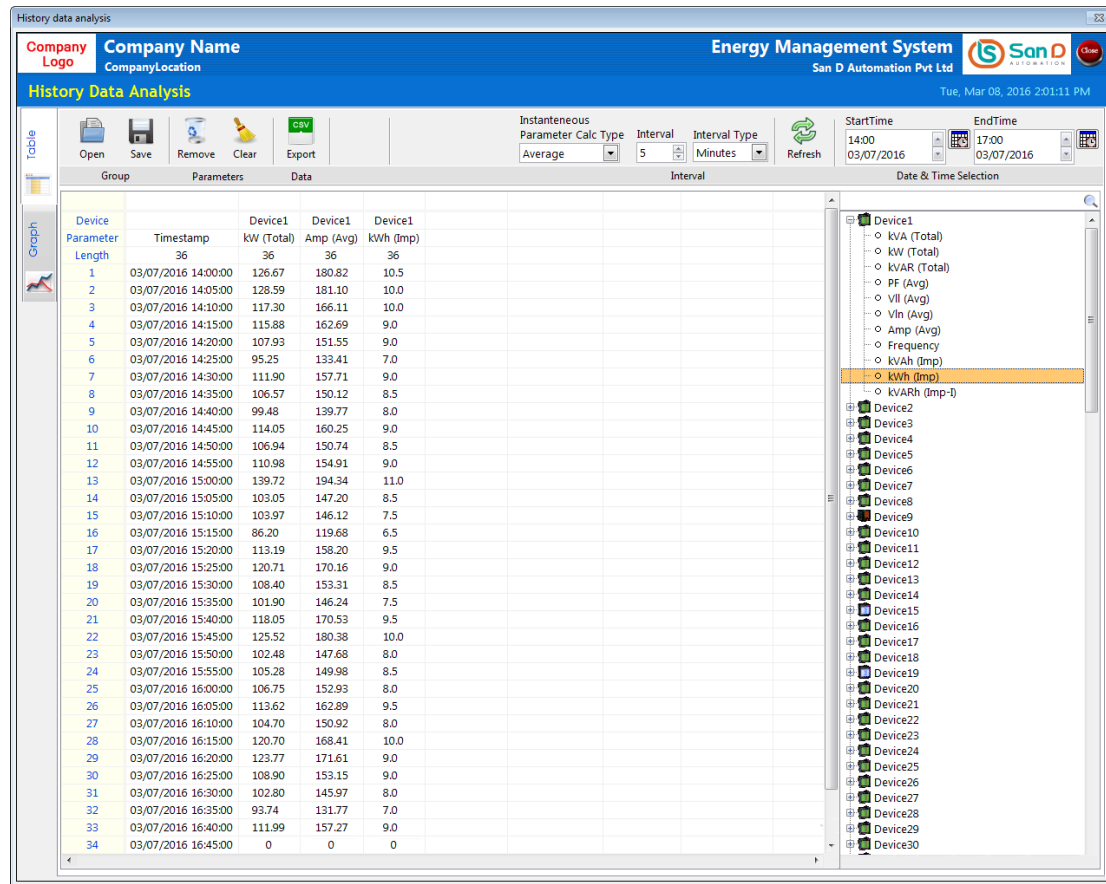 History data analysis
Company Logo
Company Name
CompanyLocation
Energy Management System
San D Automation Pvt Ltd
San D
AUTOMATION
Close
History Data Analysis
Tue, Mar 08, 2016 2:01:11 PM
Table
Graph
Open Save Remove Clear CSV Export
Instantaneous
Parameter Calc Type Interval Interval Type
Average 5 Minutes
Refresh
StartTime EndTime
14:00 17:00
03/07/2016 03/07/2016
Group Parameters Data Interval Date & Time Selection
Device Device1 Device1 Device1
Parameter Timestamp kW (Total) Amp (Avg) kWh (Imp)
Length 36 36 36 36
1 03/07/2016 14:00:00 126.67 180.82 10.5
2 03/07/2016 14:05:00 128.59 181.10 10.0
3 03/07/2016 14:10:00 117.30 166.11 10.0
4 03/07/2016 14:15:00 115.88 162.69 9.0
5 03/07/2016 14:20:00 107.93 151.55 9.0
6 03/07/2016 14:25:00 95.25 133.41 7.0
7 03/07/2016 14:30:00 111.90 157.71 9.0
8 03/07/2016 14:35:00 106.57 150.12 8.5
9 03/07/2016 14:40:00 99.48 139.77 8.0
10 03/07/2016 14:45:00 114.05 160.25 9.0
11 03/07/2016 14:50:00 106.94 150.74 8.5
12 03/07/2016 14:55:00 110.98 154.91 9.0
13 03/07/2016 15:00:00 139.72 194.34 11.0
14 03/07/2016 15:05:00 103.05 147.20 8.5
15 03/07/2016 15:10:00 103.97 146.12 7.5
16 03/07/2016 15:15:00 86.20 119.68 6.5
17 03/07/2016 15:20:00 113.19 158.20 9.5
18 03/07/2016 15:25:00 120.71 170.16 9.0
19 03/07/2016 15:30:00 108.40 153.31 8.5
20 03/07/2016 15:35:00 101.90 146.24 7.5
21 03/07/2016 15:40:00 118.05 170.53 9.5
22 03/07/2016 15:45:00 125.52 180.38 10.0
23 03/07/2016 15:50:00 102.48 147.68 8.0
24 03/07/2016 15:55:00 105.28 149.98 8.5
25 03/07/2016 16:00:00 106.75 152.93 8.0
26 03/07/2016 16:05:00 113.62 162.89 9.5
27 03/07/2016 16:10:00 104.70 150.92 8.0
28 03/07/2016 16:15:00 120.70 168.41 10.0
29 03/07/2016 16:20:00 123.77 171.61 9.0
30 03/07/2016 16:25:00 108.90 153.15 9.0
31 03/07/2016 16:30:00 102.80 145.97 8.0
32 03/07/2016 16:35:00 93.74 131.77 7.0
33 03/07/2016 16:40:00 111.99 157.27 9.0
34 03/07/2016 16:45:00 0 0 0
Device1
kVA (Total)
kW (Total)
kVAR (Total)
PF (Avg)
Vll (Avg)
Vln (Avg)
Amp (Avg)
Frequency
kVAh (Imp)
kWh (Imp)
kVARh (Imp-I)
Device2
Device3
Device4
Device5
Device6
Device7
Device8
Device9
Device10
Device11
Device12
Device13
Device14
Device15
Device16
Device17
Device18
Device19
Device20
Device21
Device22
Device23
Device24
Device25
Device26
Device27
Device28
Device29
Device30